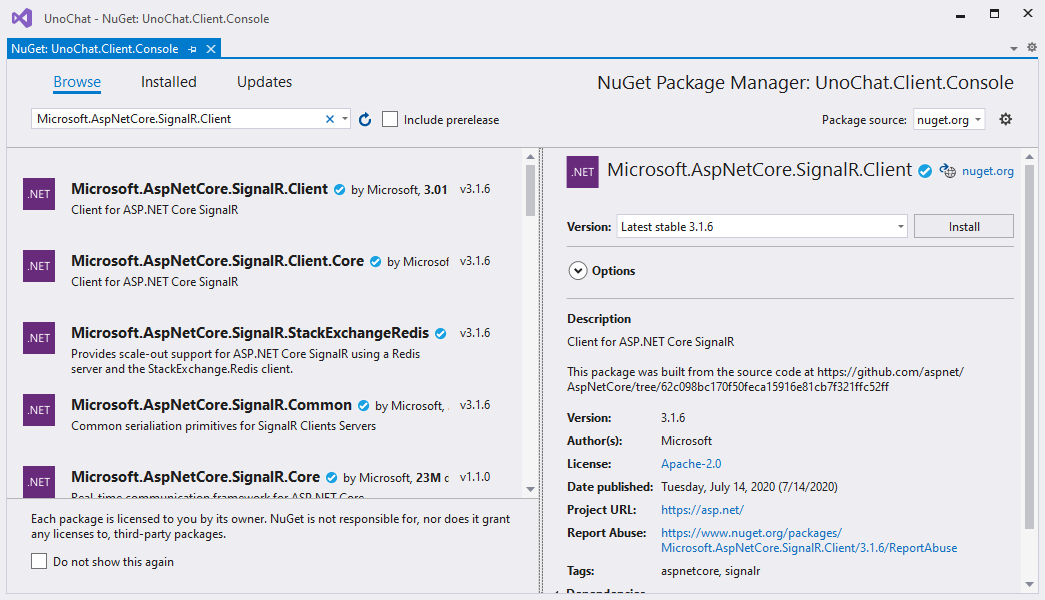 UnoChat - NuGet: UnoChat.Client.Console
NuGet: UnoChat.Client.Console
Browse Installed Updates
NuGet Package Manager: UnoChat.Client.Console
Microsoft.AspNetCore.SignalR.Client
Include prerelease
Package source: nuget.org
.NET
Microsoft.AspNetCore.SignalR.Client by Microsoft, 3.01 v3.1.6
Client for ASP.NET Core SignalR
.NET
Microsoft.AspNetCore.SignalR.Client.Core by Microsof v3.1.6
Client for ASP.NET Core SignalR
.NET
Microsoft.AspNetCore.SignalR.StackExchangeRedis v3.1.6
Provides scale-out support for ASP.NET Core SignalR using a Redis
server and the StackExchange.Redis client.
.NET
Microsoft.AspNetCore.SignalR.Common by Microsoft, v3.1.6
Common serialiation primitives for SignalR Clients Servers
.NET
Microsoft.AspNetCore.SignalR.Core by Microsoft, 23M d v1.1.0
Real-time communication framework for ASP.NET Core
Each package is licensed to you by its owner. NuGet is not responsible for, nor does it grant
any licenses to, third-party packages.
Do not show this again
.NET
Microsoft.AspNetCore.SignalR.Client nuget.org
Version: Latest stable 3.1.6 Install
Options
Description
Client for ASP.NET Core SignalR
This package was built from the source code at https://github.com/aspnet/
AspNetCore/tree/62c098bc170f50feca15916e81cb7f321ffc52ff
Version: 3.1.6
Author(s): Microsoft
License: Apache-2.0
Date published: Tuesday, July 14, 2020 (7/14/2020)
Project URL: https://asp.net/
Report Abuse: https://www.nuget.org/packages/
Microsoft.AspNetCore.SignalR.Client/3.1.6/ReportAbuse
Tags: aspnetcore, signalr
Dependencies